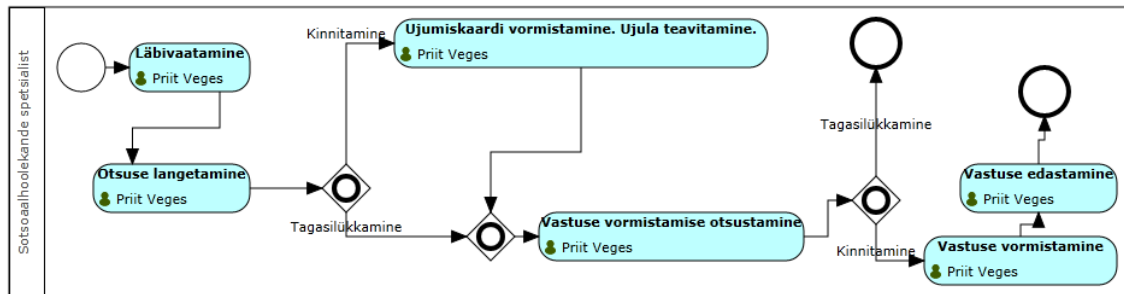 Sotsoaalhoolekande spetsialist
Läbivaatamine
Priit Veges
Otsuse langetamine
Priit Veges
Kinnitamine
Tagasilükkamine
Ujumiskaardi vormistamine. Ujula teavitamine.
Priit Veges
Vastuse vormistamise otsustamine
Priit Veges
Tagasilükkamine
Kinnitamine
Vastuse vormistamine
Priit Veges
Vastuse edastamine
Priit Veges